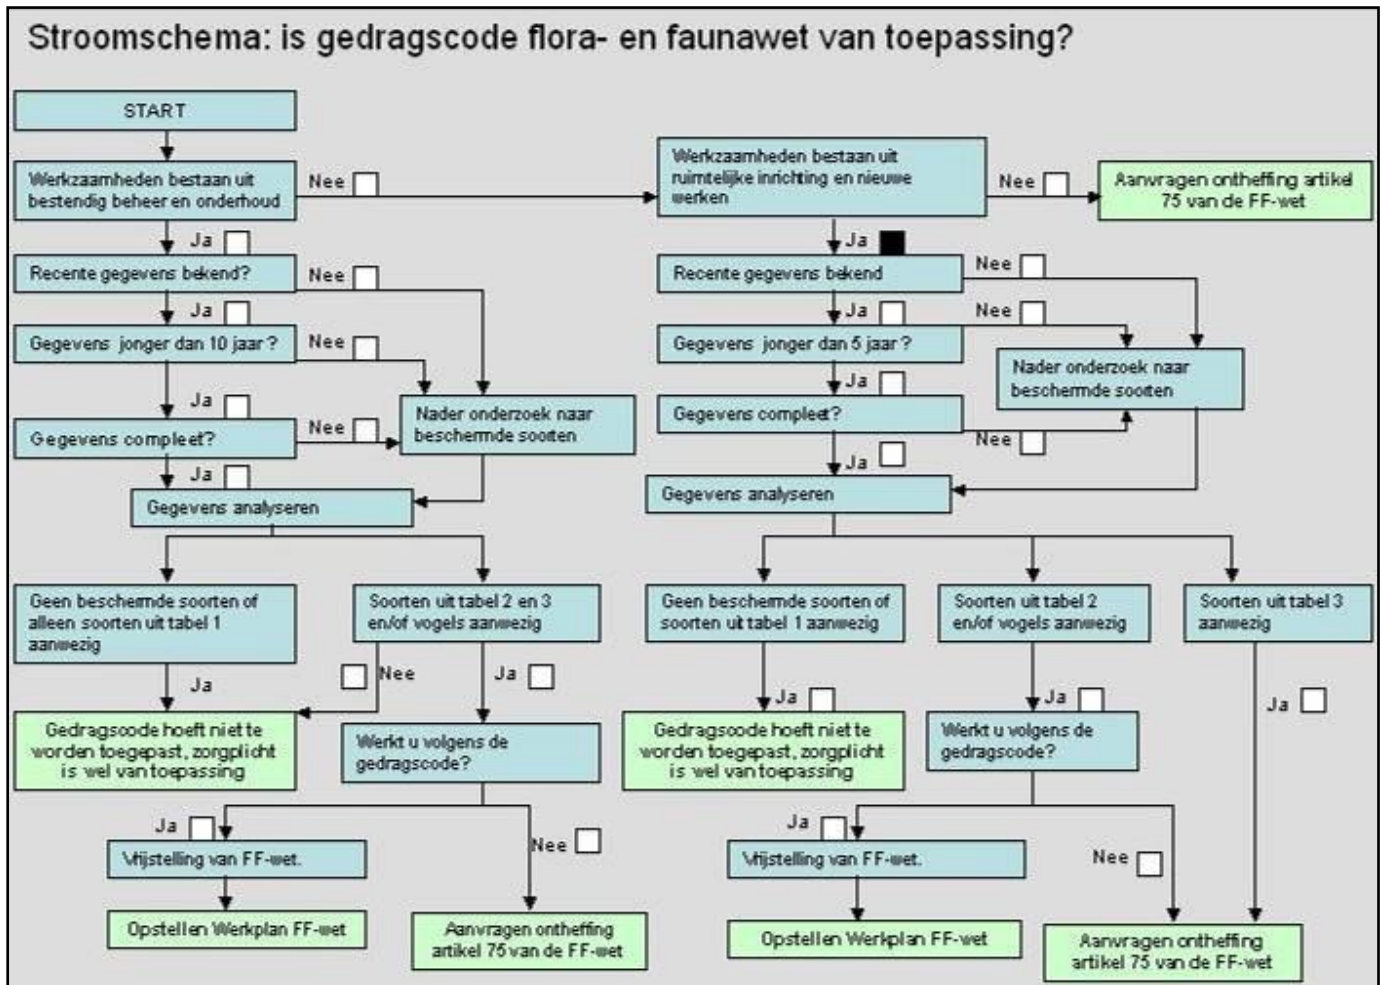 Stroomschema: is gedragscode flora- en faunawet van toepassing?
START
Werkzaamheden bestaan uit
bestendig beheer en onderhoud
Nee
Ja
Recente gegevens bekend?
Nee
Ja
Gegevens jonger dan 10 jaar?
Nee
Ja
Gegevens compleet?
Nee
Ja
Nader onderzoek naar
beschermde soorten
Gegevens analyseren
Geen beschermde soorten of
alleen soorten uit tabel 1
aanwezig
Soorten uit tabel 2 en 3
en/of vogels aanwezig
Ja
Nee
Ja
Gedragscode hoeft niet te
worden toegepast, zorgplicht
is wel van toepassing
Werkt u volgens de
gedragscode?
Ja
Nee
Vrijstelling van FF-wet.
Opstellen Werkplan FF-wet
Aanvragen ontheffing
artikel 75 van de FF-wet
Werkzaamheden bestaan uit
ruimtelijke inrichting en nieuwe
werken
Nee
Aanvragen ontheffing artikel
75 van de FF-wet
Ja
Recente gegevens bekend
Nee
Ja
Nee
Gegevens jonger dan 5 jaar?
Ja
Nader onderzoek naar
beschermde soorten
Gegevens compleet?
Nee
Ja
Gegevens analyseren
Geen beschermde soorten of
soorten uit tabel 1 aanwezig
Soorten uit tabel 2
en/of vogels aanwezig
Soorten uit tabel 3
aanwezig
Ja
Ja
Ja
Gedragscode hoeft niet te
worden toegepast, zorgplicht
is wel van toepassing
Werkt u volgens de
gedragscode?
Ja
Nee
Vrijstelling van FF-wet.
Opstellen Werkplan FF-wet
Aanvragen ontheffing
artikel 75 van de FF-wet